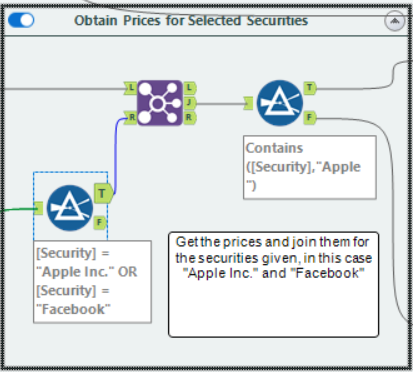 Obtain Prices for Selected Securities
L
L
J
R
R
T
F
Contains
([Security],"Apple
")
T
F
[Security] =
"Apple Inc." OR
[Security] =
"Facebook"
Get the prices and join them for
the securities given, in this case
"Apple Inc." and "Facebook"